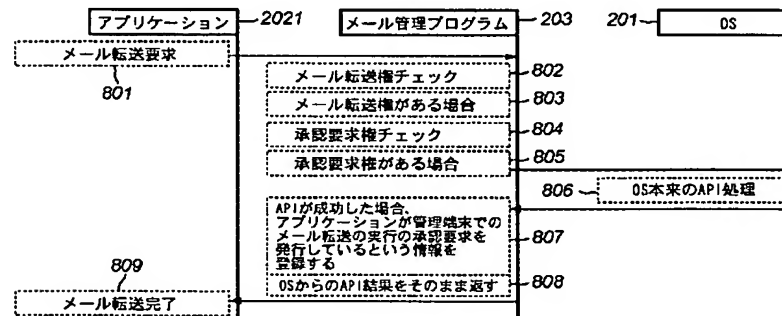 アプリケーション 2021
メール管理プログラム 203
201 OS
メール転送要求
801
メール転送権チェック 802
メール転送権がある場合 803
承認要求権チェック 804
承認要求権がある場合 805
806 OS本来のAPI処理
APIが成功した場合、
アプリケーションが管理端末での
メール転送の実行の承認要求を
発行しているという情報を
登録する
807
OSからのAPI結果をそのまま返す 808
809
メール転送完了